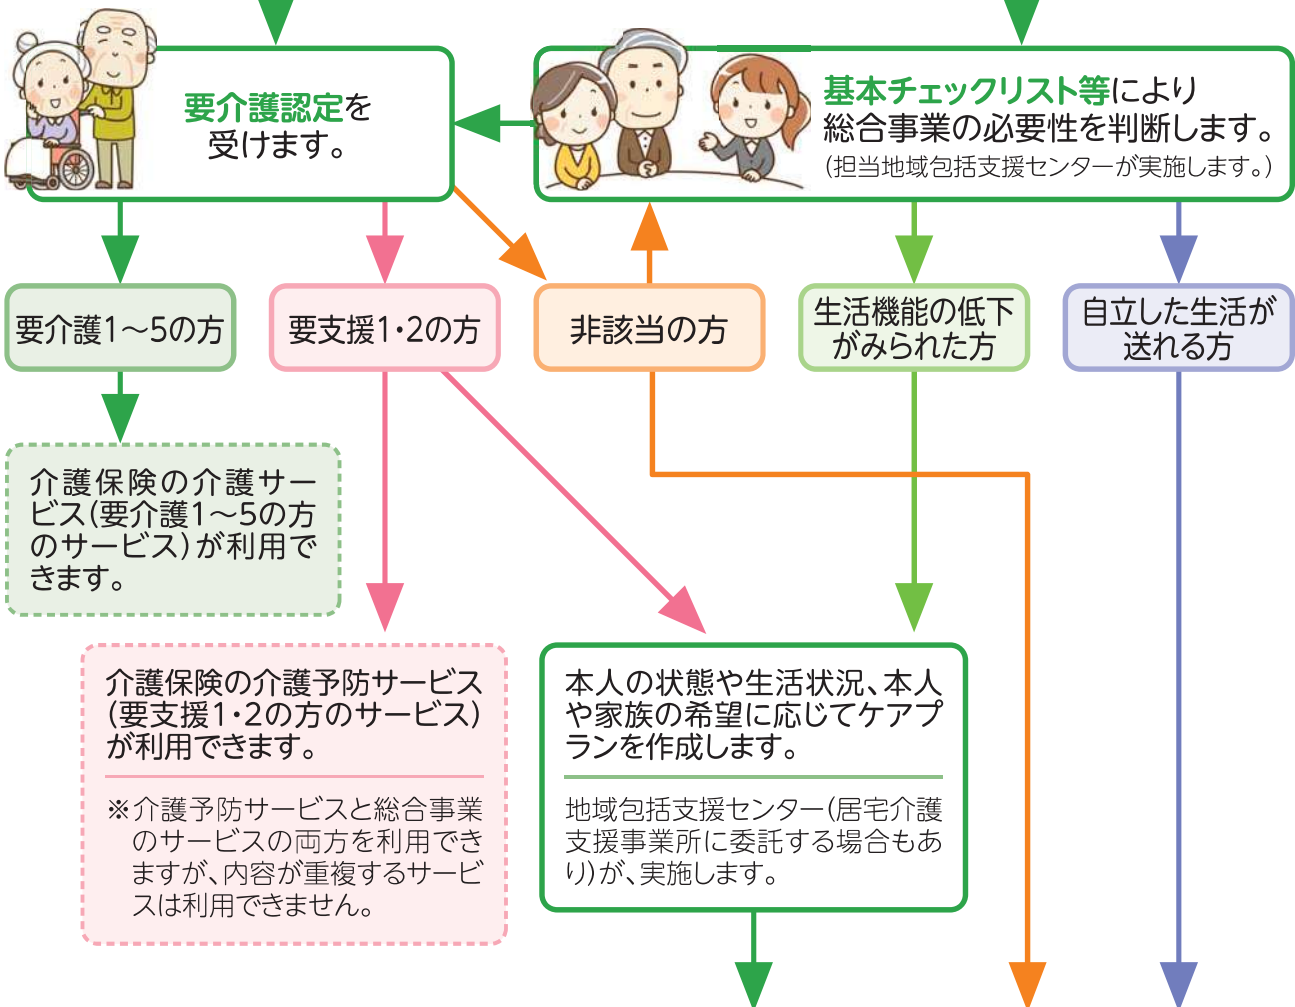 要介護認定を
受けます。
基本チェックリスト等により
総合事業の必要性を判断します。
(担当地域包括支援センターが実施します。)
要介護1～5の方
要支援1・2の方
非該当の方
生活機能の低下
がみられた方
自立した生活が
送れる方
介護保険の介護サー
ビス(要介護1～5の方
のサービス)が利用で
きます。
介護保険の介護予防サービス
(要支援1・2の方のサービス)
が利用できます。
※介護予防サービスと総合事業
のサービスの両方を利用でき
ますが、内容が重複するサービ
スは利用できません。
本人の状態や生活状況、本人
や家族の希望に応じてケアプ
ランを作成します。
地域包括支援センター(居宅介護
支援事業所に委託する場合もあ
り)が、実施します。